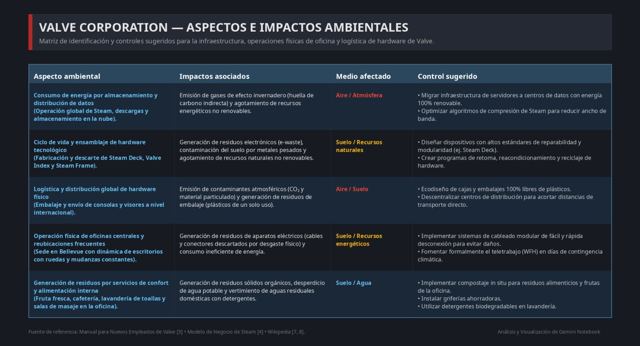 VALVE CORPORATION — ASPECTOS E IMPACTOS AMBIENTALES
Matriz de identificación y controles sugeridos para la infraestructura, operaciones físicas de oficina y logística de hardware de Valve.
Aspecto ambiental
Impactos asociados
Medio afectado
Control sugerido
Consumo de energía por almacenamiento y
distribución de datos
(Operación global de Steam, descargas y
almacenamiento en la nube).
Emisión de gases de efecto invernadero (huella de
carbono indirecta) y agotamiento de recursos
energéticos no renovables.
Aire / Atmósfera
• Migrar infraestructura de servidores a centros de datos con energía
100% renovable.
• Optimizar algoritmos de compresión de Steam para reducir ancho de
banda.
Ciclo de vida y ensamblaje de hardware
tecnológico
(Fabricación y descarte de Steam Deck, Valve
Index y Steam Frame).
Generación de residuos electrónicos (e-waste),
contaminación del suelo por metales pesados y
agotamiento de recursos naturales no renovables.
Suelo / Recursos
naturales
• Diseñar dispositivos con altos estándares de reparabilidad y
modularidad (ej. Steam Deck).
• Crear programas de retoma, reacondicionamiento y reciclaje de
hardware.
Logística y distribución global de hardware
físico
(Embalaje y envío de consolas y visores a nivel
internacional).
Emisión de contaminantes atmosféricos (CO₂ y
material particulado) y generación de residuos de
embalaje (plásticos de un solo uso).
Aire / Suelo
• Ecodiseño de cajas y embalajes 100% libres de plásticos.
• Descentralizar centros de distribución para acortar distancias de
transporte directo.
Operación física de oficinas centrales y
reubicaciones frecuentes
(Sede en Bellevue con dinámica de escritorios
con ruedas y mudanzas constantes).
Generación de residuos de aparatos eléctricos (cables
y conectores descartados por desgaste físico) y
consumo ineficiente de energía.
Suelo / Recursos
energéticos
• Implementar sistemas de cableado modular de fácil y rápida
desconexión para evitar daños.
• Fomentar formalmente el teletrabajo (WFH) en días de contingencia
climática.
Generación de residuos por servicios de confort
y alimentación interna
(Fruta fresca, cafetería, lavandería de toallas y
salas de masaje en la oficina).
Generación de residuos sólidos orgánicos, desperdicio
de agua potable y vertimiento de aguas residuales
domésticas con detergentes.
Suelo / Agua
• Implementar compostaje in situ para residuos alimenticios y frutas
de la oficina.
• Instalar griferías ahorradoras.
• Utilizar detergentes biodegradables en lavandería.
Fuente de referencia: Manual para Nuevos Empleados de Valve [3] • Modelo de Negocio de Steam [4] • Wikipedia [7, 8].
Análisis y Visualización de Gemini Notebook